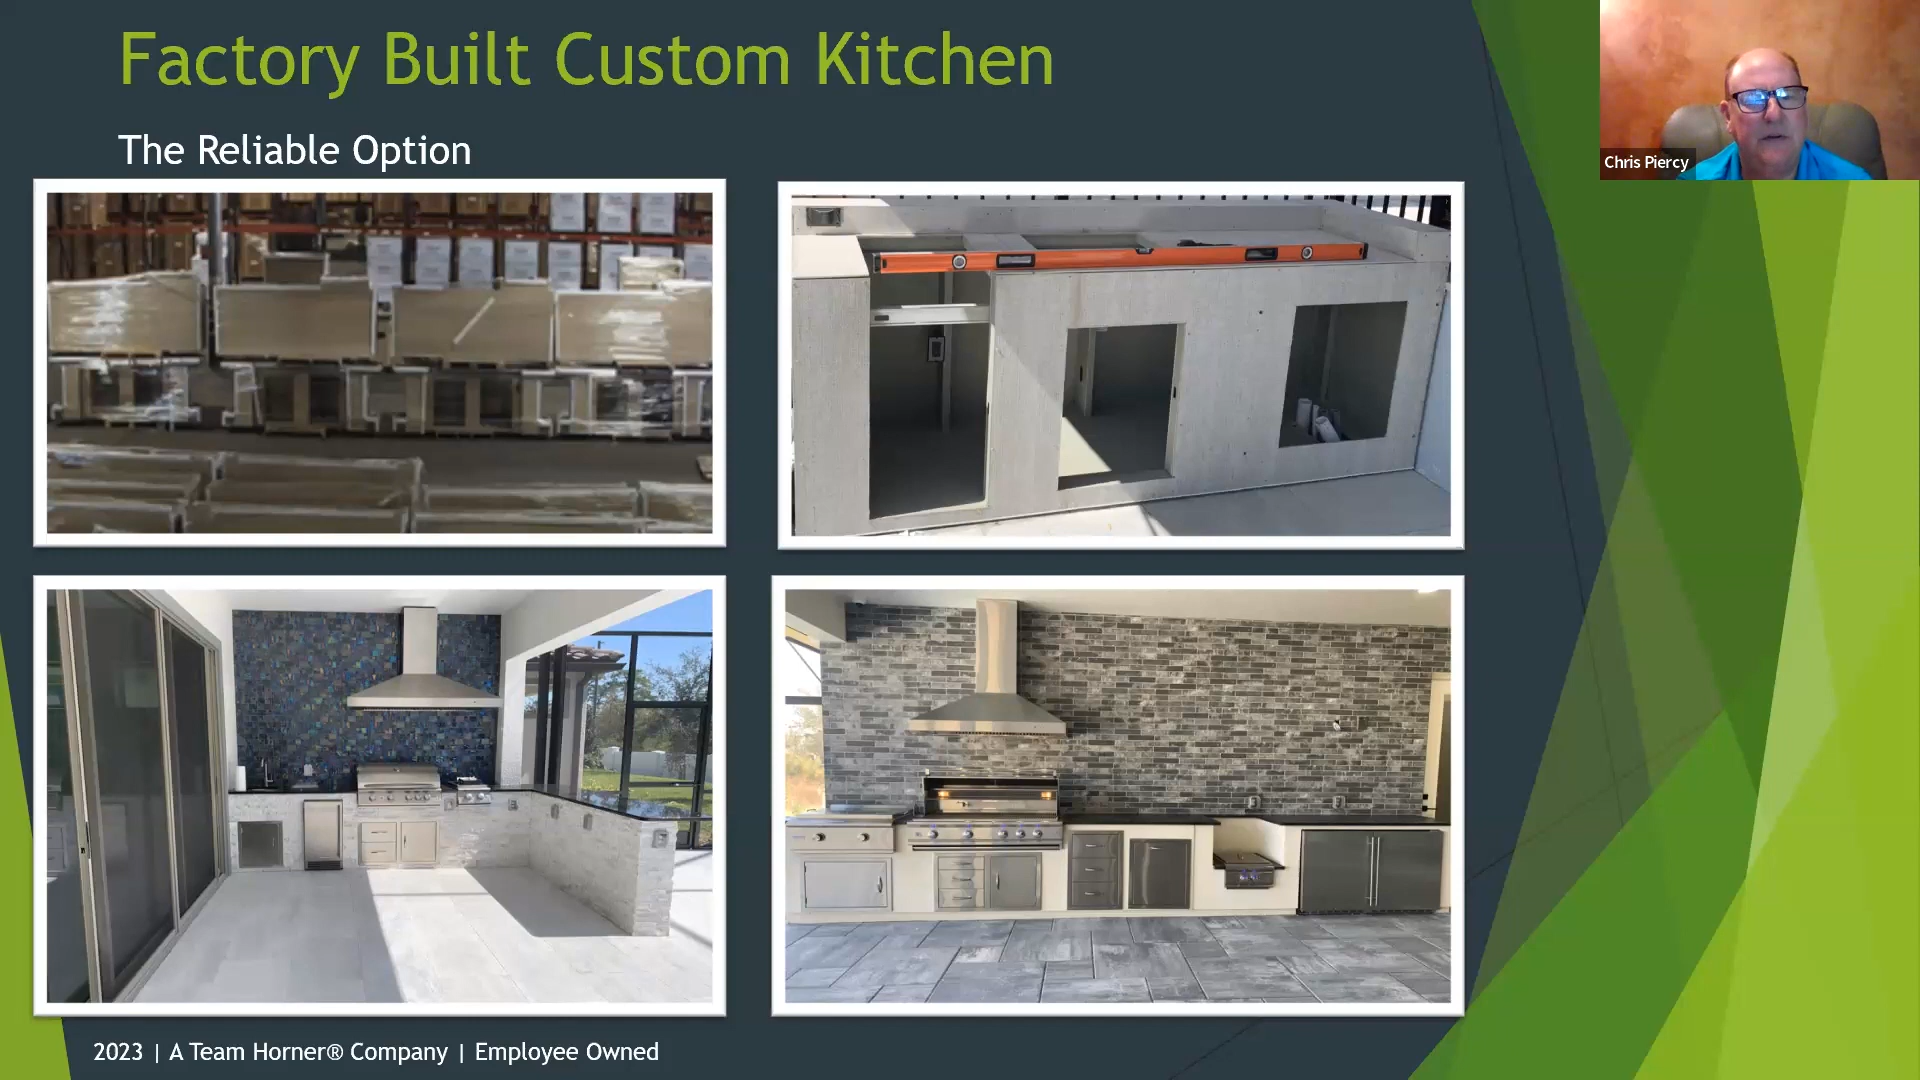 Factory Built Custom Kitchen
The Reliable Option
Chris Piercy
2023 | A Team Horner® Company | Employee Owned